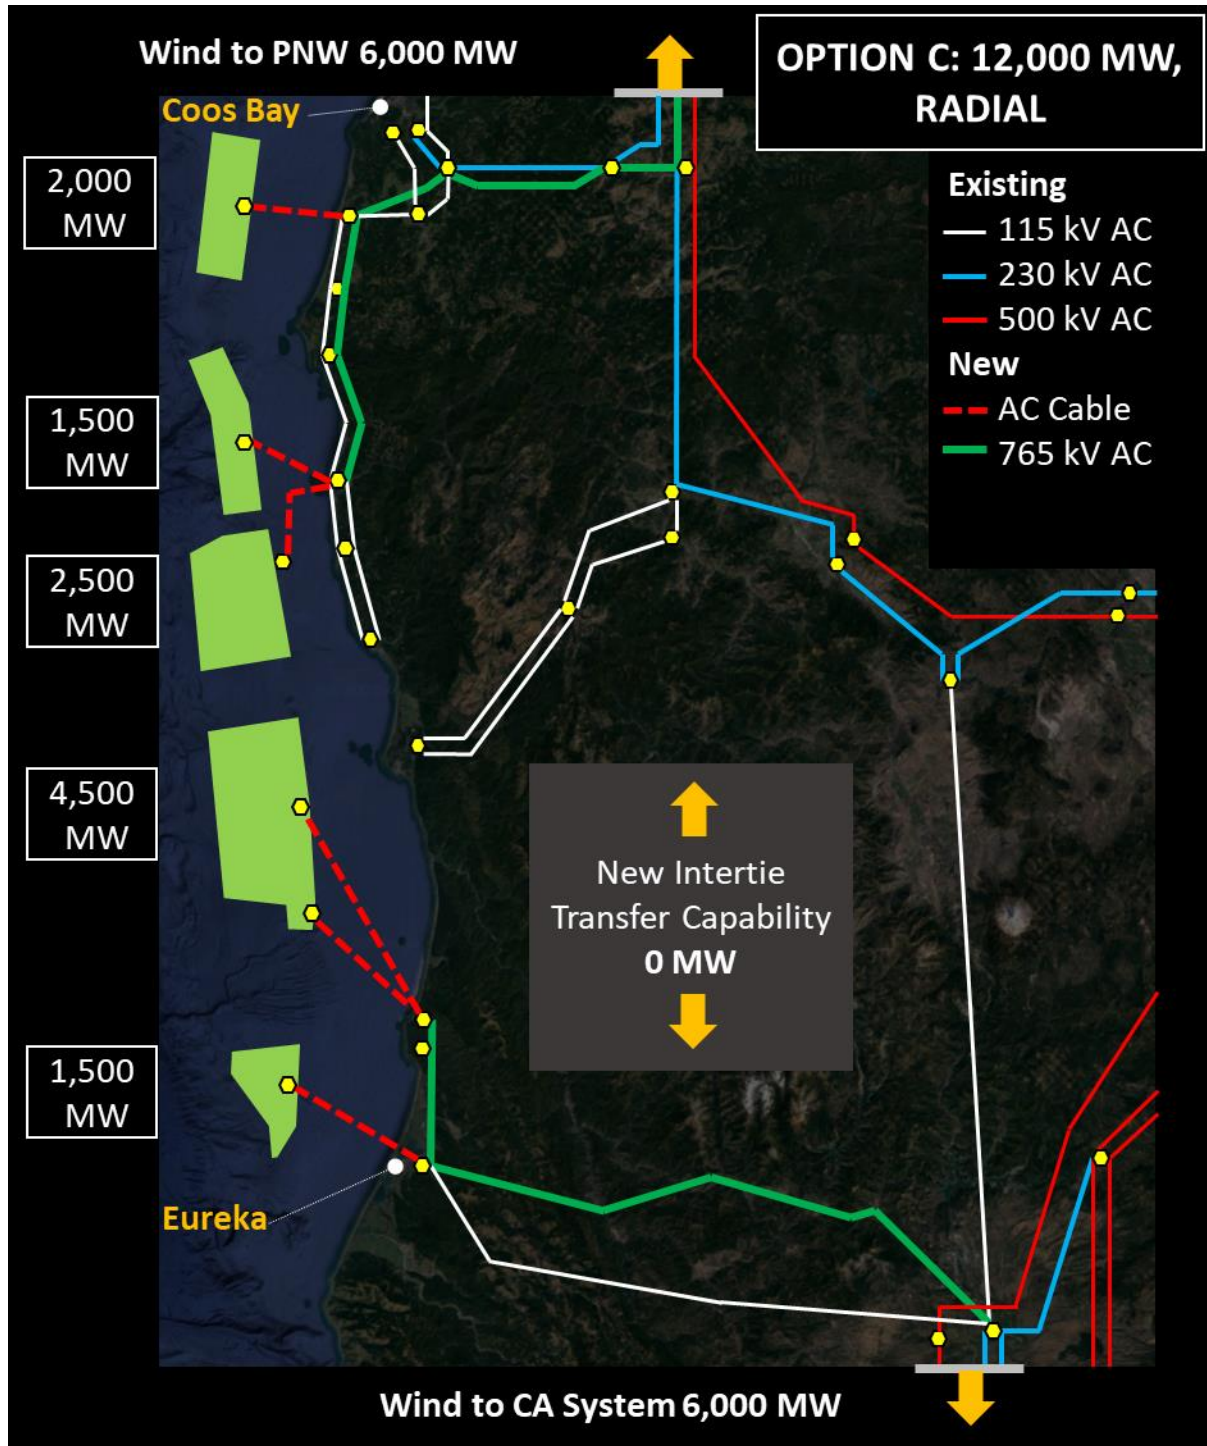 Wind to PNW 6,000 MW
OPTION C: 12,000 MW,
RADIAL
Coos Bay
2,000
MW
Existing
115 kV AC
230 kV AC
500 kV AC
New
AC Cable
765 kV AC
1,500
MW
2,500
MW
4,500
MW
New Intertie
Transfer Capability
0 MW
1,500
MW
Eureka
Wind to CA System 6,000 MW